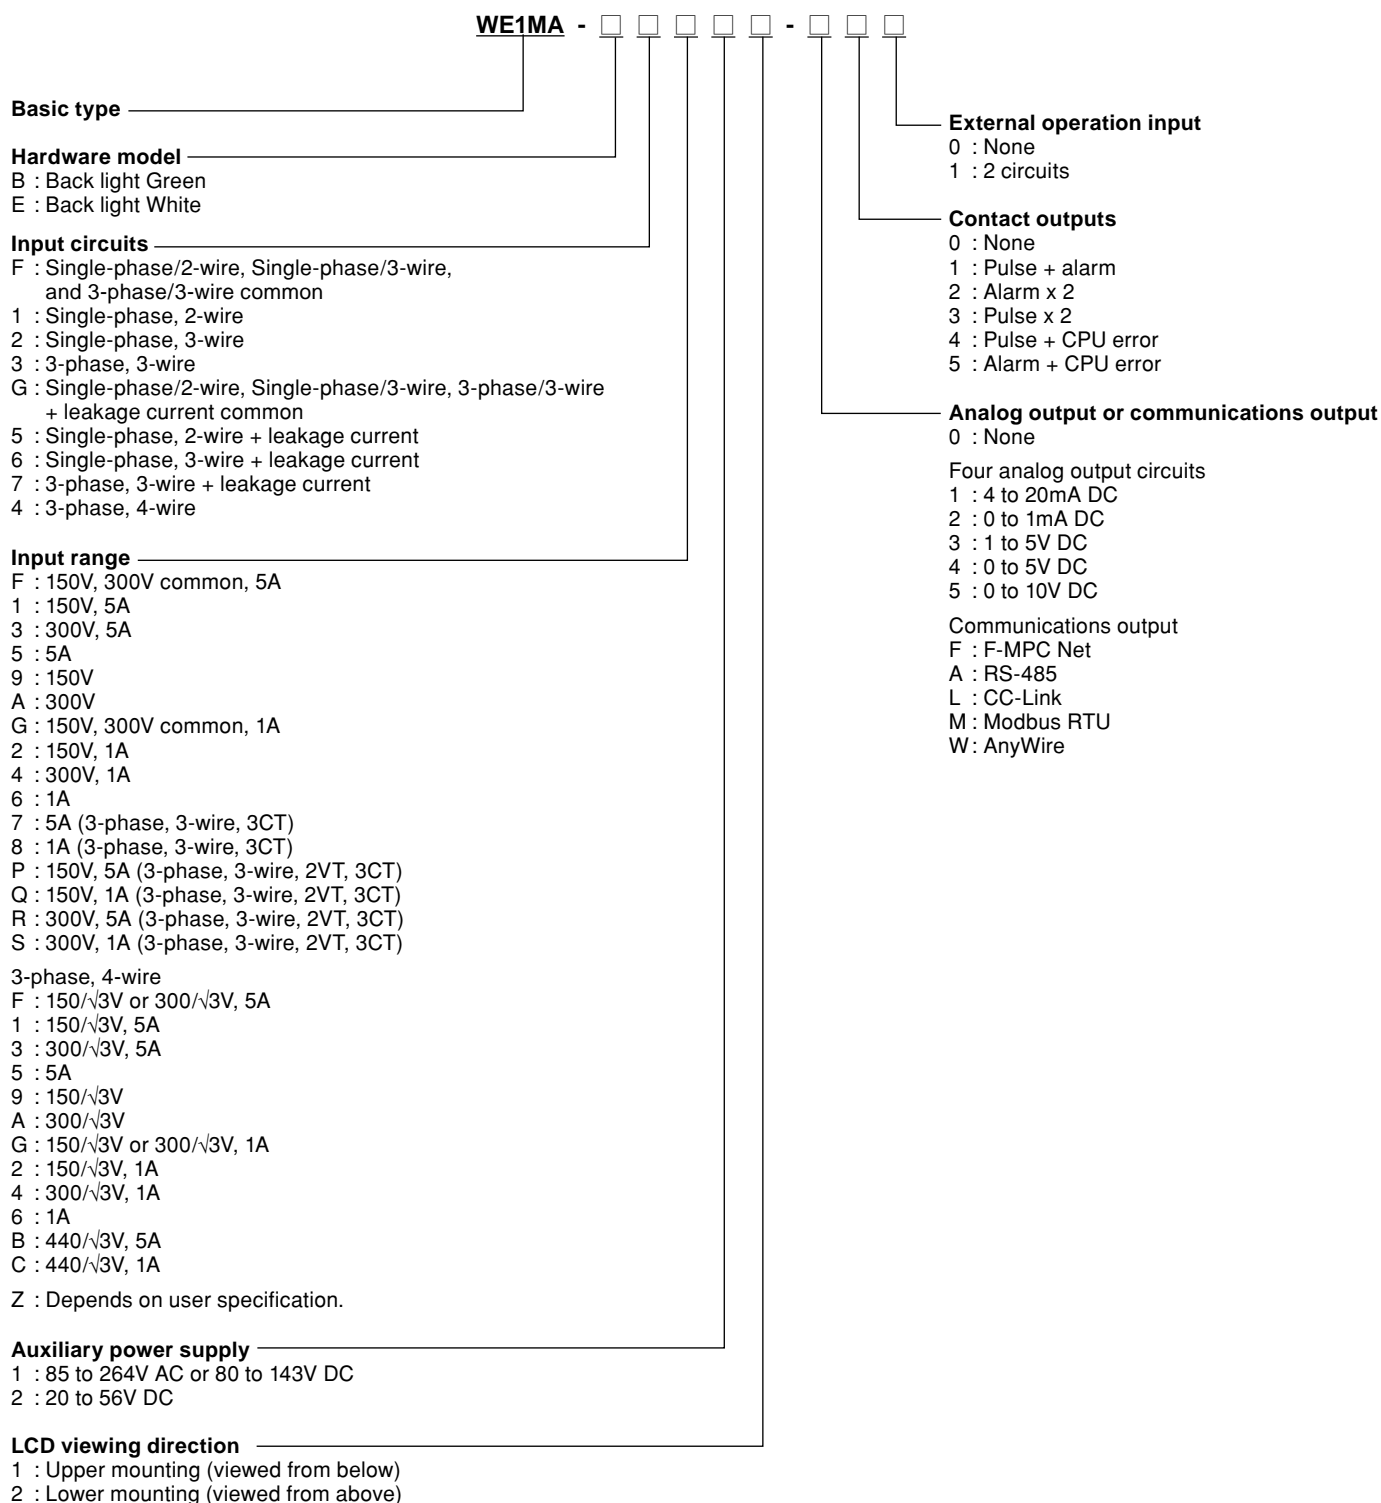 WE1MA - □ □ □ □ □ - □ □ □
Basic type
Hardware model
B : Back light Green
E : Back light White
Input circuits
F : Single-phase/2-wire, Single-phase/3-wire,
and 3-phase/3-wire common
1 : Single-phase, 2-wire
2 : Single-phase, 3-wire
3 : 3-phase, 3-wire
G : Single-phase/2-wire, Single-phase/3-wire, 3-phase/3-wire
+ leakage current common
5 : Single-phase, 2-wire + leakage current
6 : Single-phase, 3-wire + leakage current
7 : 3-phase, 3-wire + leakage current
4 : 3-phase, 4-wire
Input range
F : 150V, 300V common, 5A
1 : 150V, 5A
3 : 300V, 5A
5 : 5A
9 : 150V
A : 300V
G : 150V, 300V common, 1A
2 : 150V, 1A
4 : 300V, 1A
6 : 1A
7 : 5A (3-phase, 3-wire, 3CT)
8 : 1A (3-phase, 3-wire, 3CT)
P : 150V, 5A (3-phase, 3-wire, 2VT, 3CT)
Q : 150V, 1A (3-phase, 3-wire, 2VT, 3CT)
R : 300V, 5A (3-phase, 3-wire, 2VT, 3CT)
S : 300V, 1A (3-phase, 3-wire, 2VT, 3CT)
3-phase, 4-wire
F : 150/√3V or 300/√3V, 5A
1 : 150/√3V, 5A
3 : 300/√3V, 5A
5 : 5A
9 : 150/√3V
A : 300/√3V
G : 150/√3V or 300/√3V, 1A
2 : 150/√3V, 1A
4 : 300/√3V, 1A
6 : 1A
B : 440/√3V, 5A
C : 440/√3V, 1A
Z : Depends on user specification.
Auxiliary power supply
1 : 85 to 264V AC or 80 to 143V DC
2 : 20 to 56V DC
LCD viewing direction
1 : Upper mounting (viewed from below)
2 : Lower mounting (viewed from above)
External operation input
0 : None
1 : 2 circuits
Contact outputs
0 : None
1 : Pulse + alarm
2 : Alarm x 2
3 : Pulse x 2
4 : Pulse + CPU error
5 : Alarm + CPU error
Analog output or communications output
0 : None
Four analog output circuits
1 : 4 to 20mA DC
2 : 0 to 1mA DC
3 : 1 to 5V DC
4 : 0 to 5V DC
5 : 0 to 10V DC
Communications output
F : F-MPC Net
A : RS-485
L : CC-Link
M : Modbus RTU
W : AnyWire